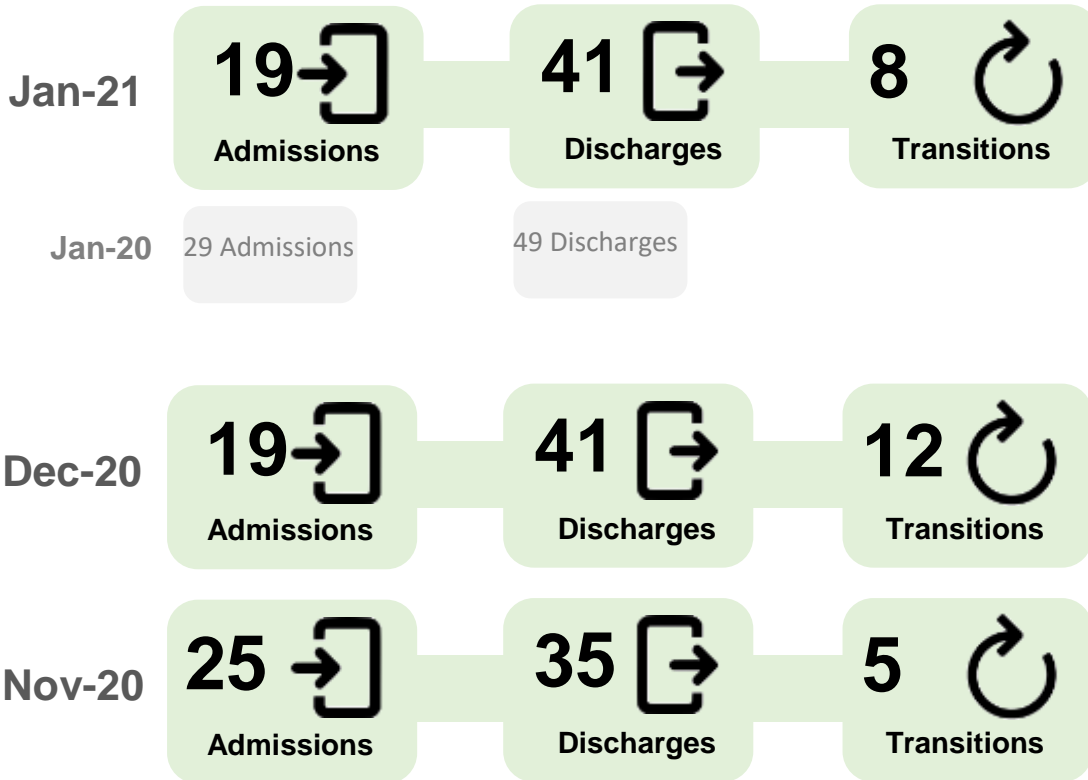 Jan-21
19
41
8
Admissions
Discharges
Transitions
Jan-20
29 Admissions
49 Discharges
Dec-20
19
41
12
Admissions
Discharges
Transitions
Nov-20
25
35
5
Admissions
Discharges
Transitions